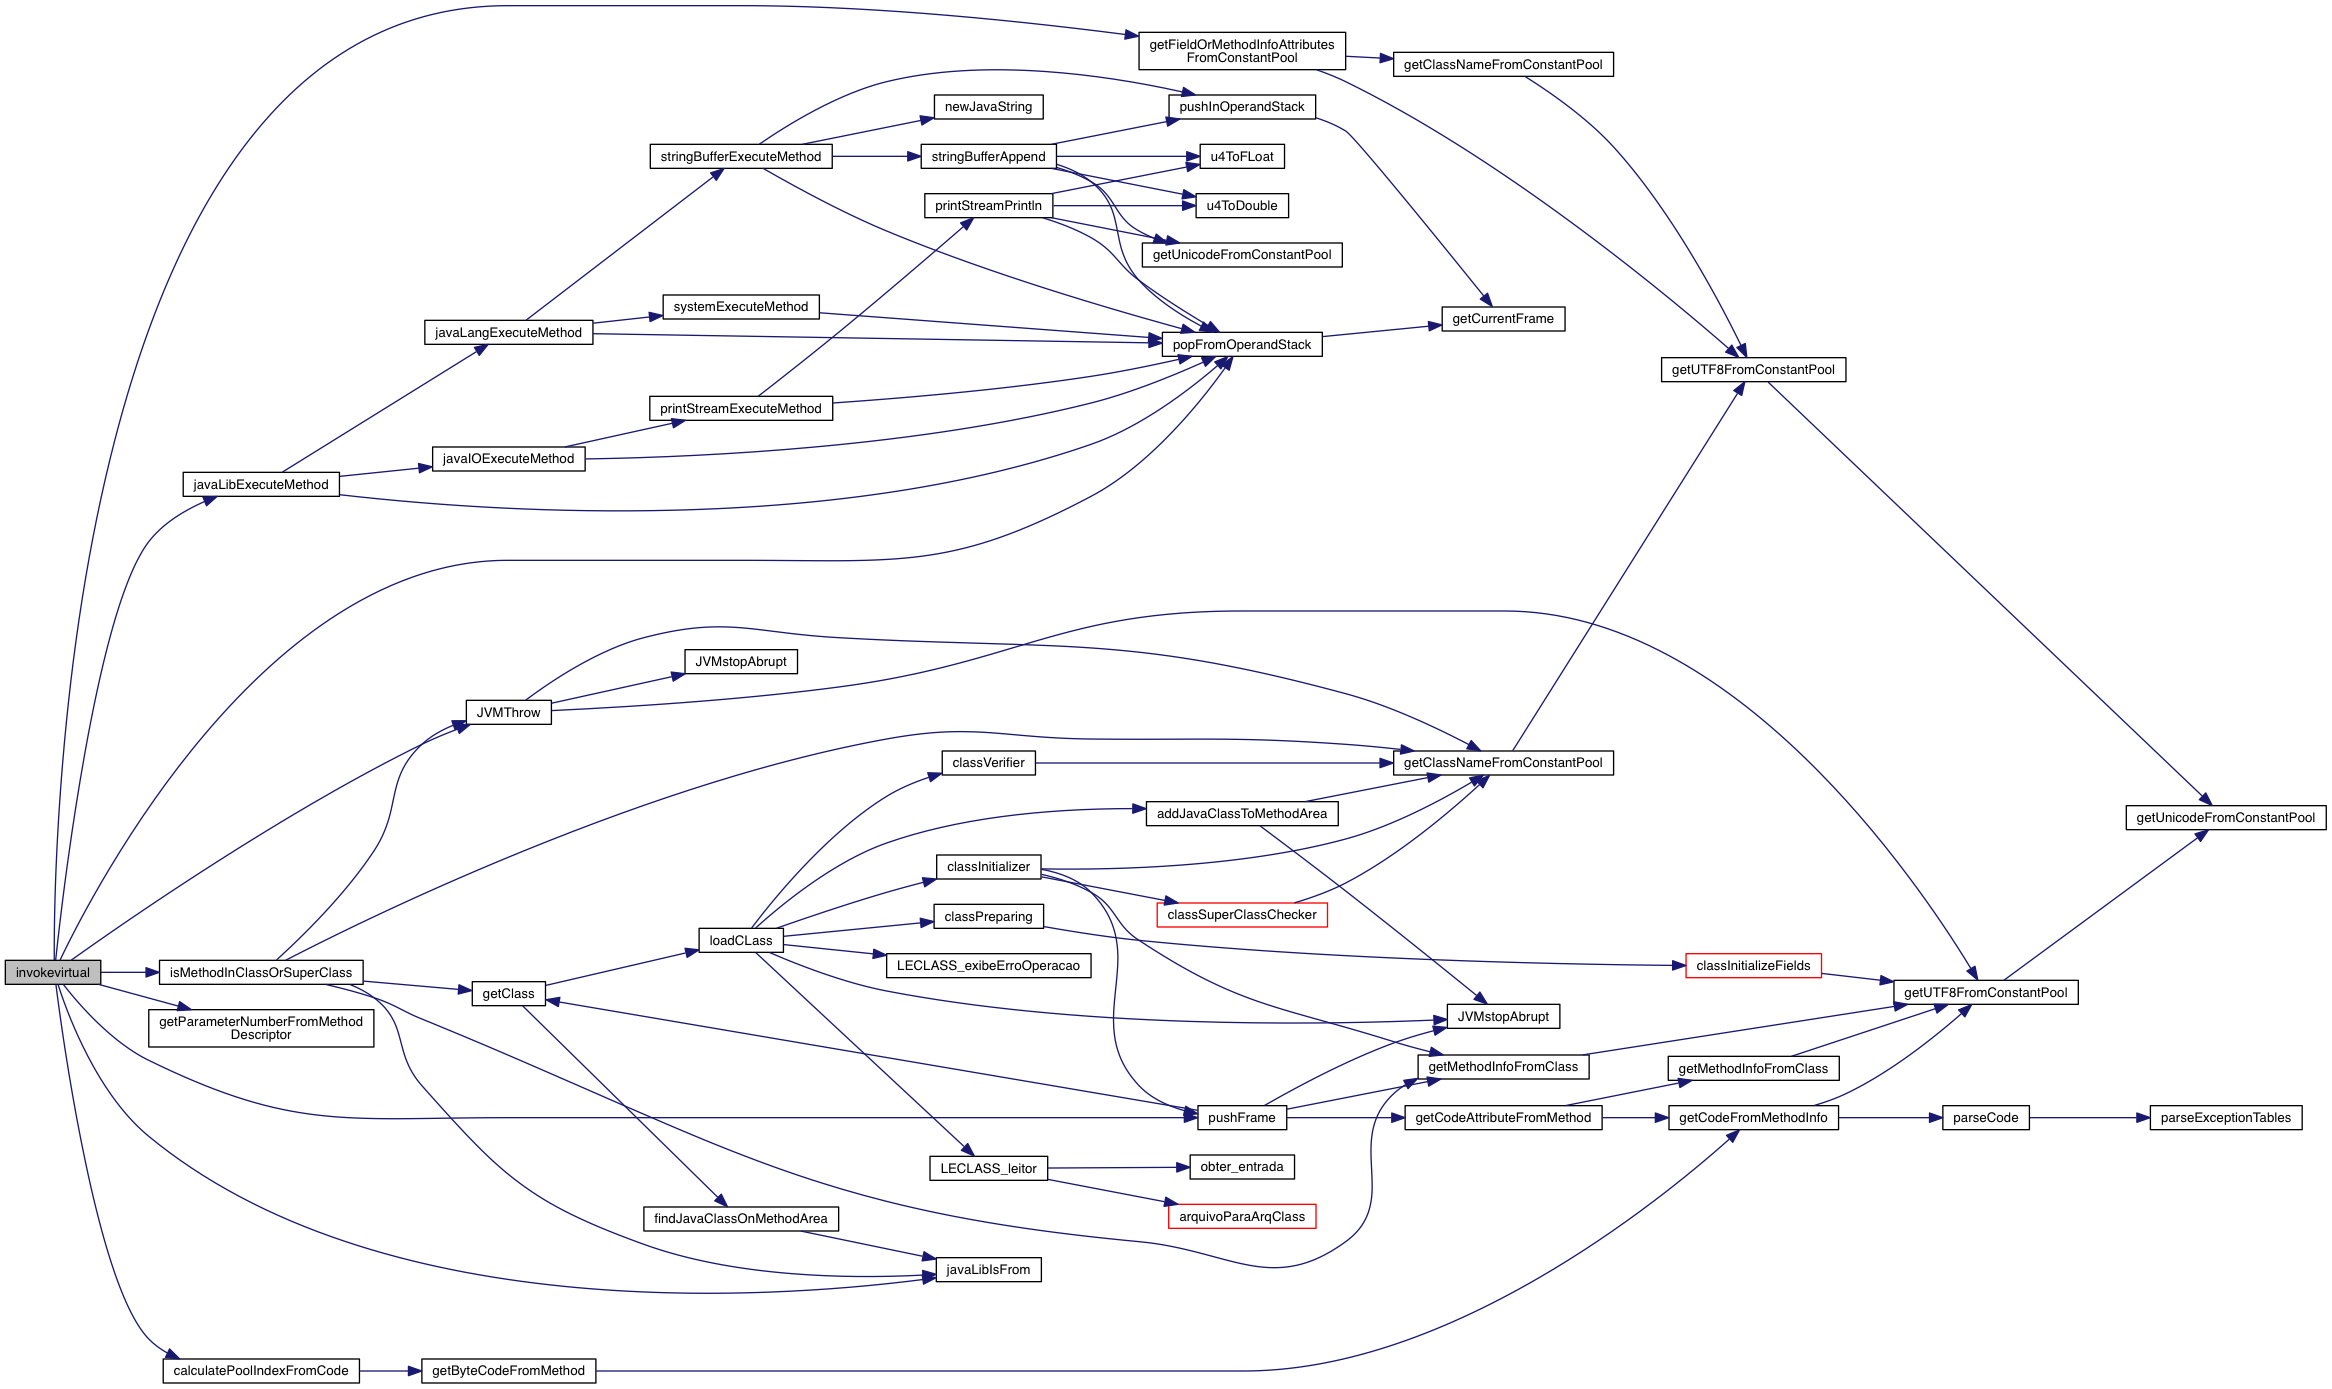 getFieldOrMethodInfoAttributes
FromConstantPool
getClassNameFromConstantPool
newJavaString
pushInOperandStack
stringBufferExecuteMethod
stringBufferAppend
u4ToFLoat
printStreamPrintln
u4ToDouble
getUnicodeFromConstantPool
systemExecuteMethod
getCurrentFrame
javaLangExecuteMethod
popFromOperandStack
getUTF8FromConstantPool
printStreamExecuteMethod
javaIOExecuteMethod
javaLibExecuteMethod
JVMstopAbrupt
JVMThrow
classVerifier
getClassNameFromConstantPool
addJavaClassToMethodArea
getUnicodeFromConstantPool
classInitializer
classSuperClassChecker
classPreparing
loadCLass
LECLASS_exibeErroOperacao
classInitializeFields
invokevirtual
isMethodInClassOrSuperClass
getClass
getUTF8FromConstantPool
getParameterNumberFromMethod
Descriptor
JVMstopAbrupt
getMethodInfoFromClass
getMethodInfoFromClass
pushFrame
getCodeAttributeFromMethod
getCodeFromMethodInfo
parseCode
parseExceptionTables
LECLASS_leitor
obter_entrada
arquivoParaArqClass
findJavaClassOnMethodArea
javaLibIsFrom
calculatePoolIndexFromCode
getByteCodeFromMethod